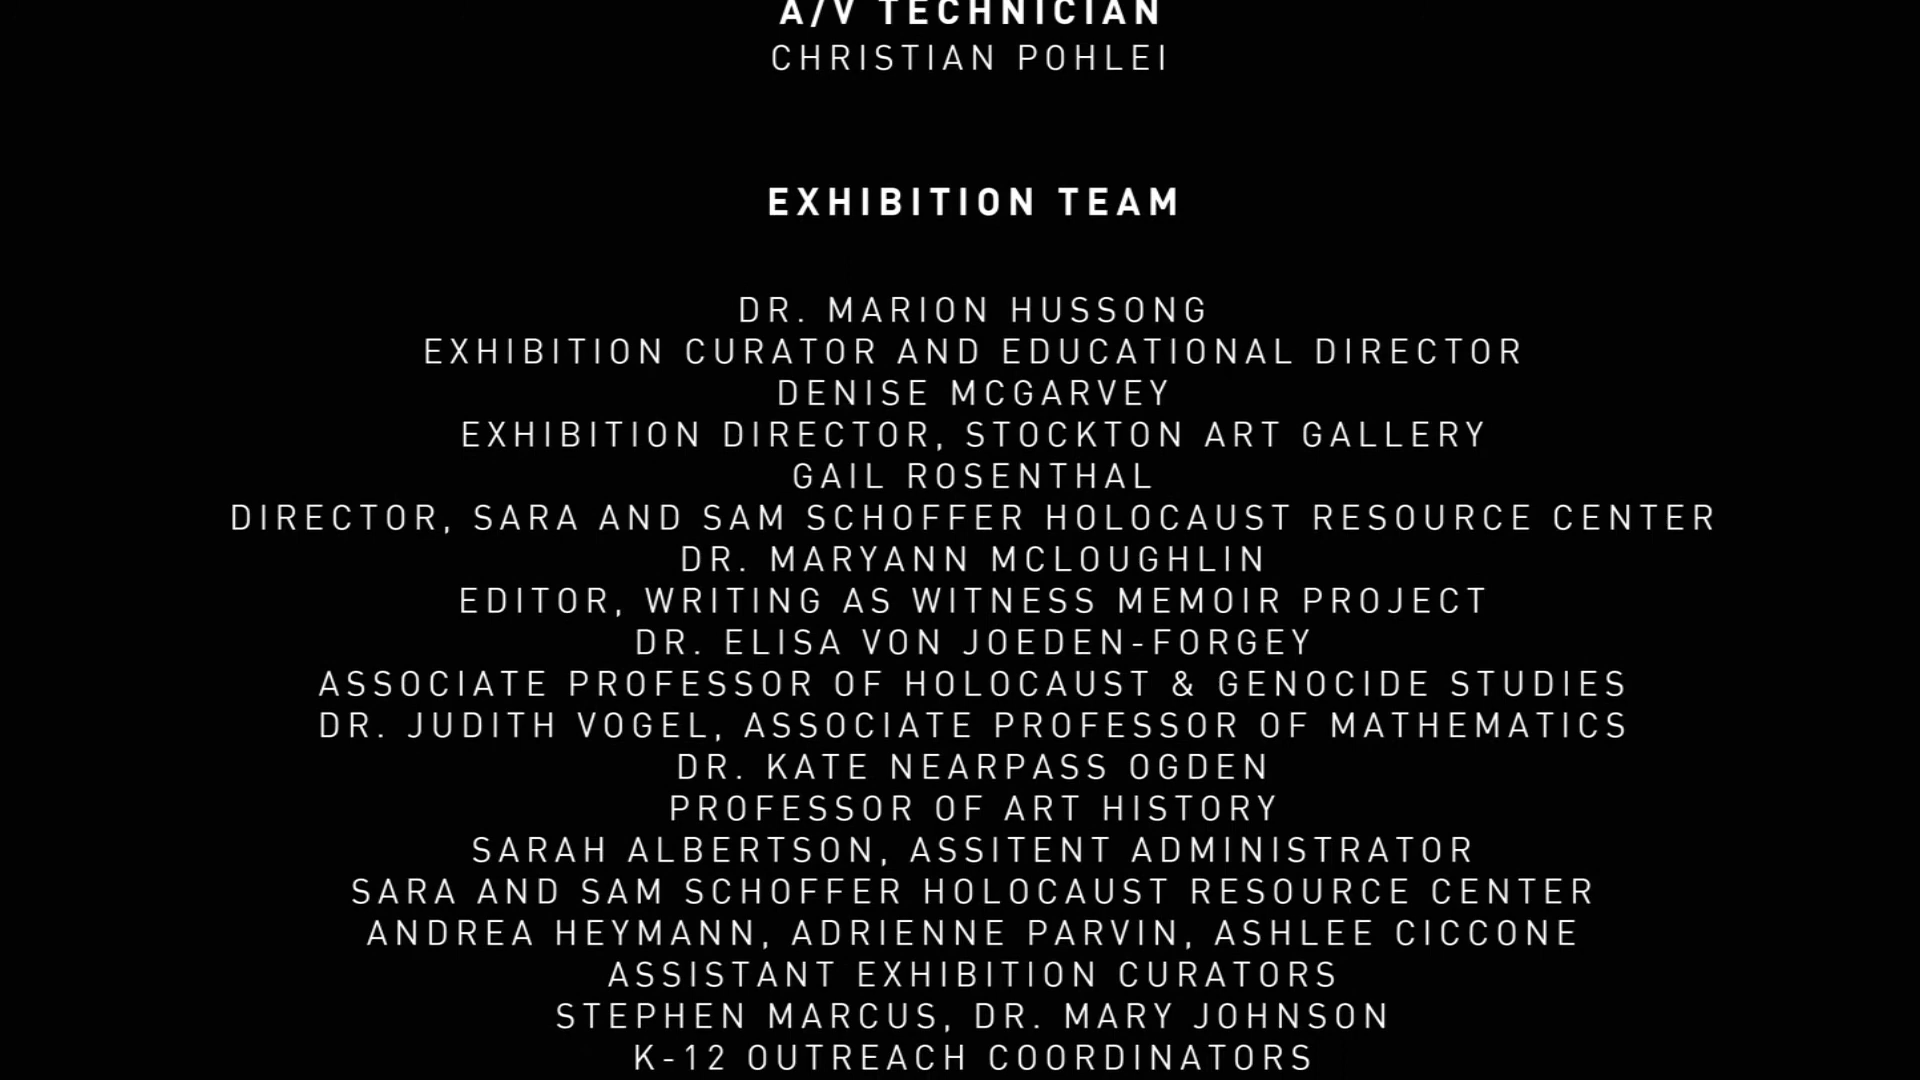 A/V TECHNICIAN
CHRISTIAN POHLEI
EXHIBITION TEAM
DR. MARION HUSSONG
EXHIBITION CURATOR AND EDUCATIONAL DIRECTOR
DENISE MCGARVEY
EXHIBITION DIRECTOR, STOCKTON ART GALLERY
GAIL ROSENTHAL
DIRECTOR, SARA AND SAM SCHOFFER HOLOCAUST RESOURCE CENTER
DR. MARYANN MCLOUGHLIN
EDITOR, WRITING AS WITNESS MEMOIR PROJECT
DR. ELISA VON JOEDEN-FORGEY
ASSOCIATE PROFESSOR OF HOLOCAUST & GENOCIDE STUDIES
DR. JUDITH VOGEL, ASSOCIATE PROFESSOR OF MATHEMATICS
DR. KATE NEARPASS OGDEN
PROFESSOR OF ART HISTORY
SARAH ALBERTSON, ASSITENT ADMINISTRATOR
SARA AND SAM SCHOFFER HOLOCAUST RESOURCE CENTER
ANDREA HEYMANN, ADRIENNE PARVIN, ASHLEE CICCONE
ASSISTANT EXHIBITION CURATORS
STEPHEN MARCUS, DR. MARY JOHNSON
K-12 OUTREACH COORDINATORS